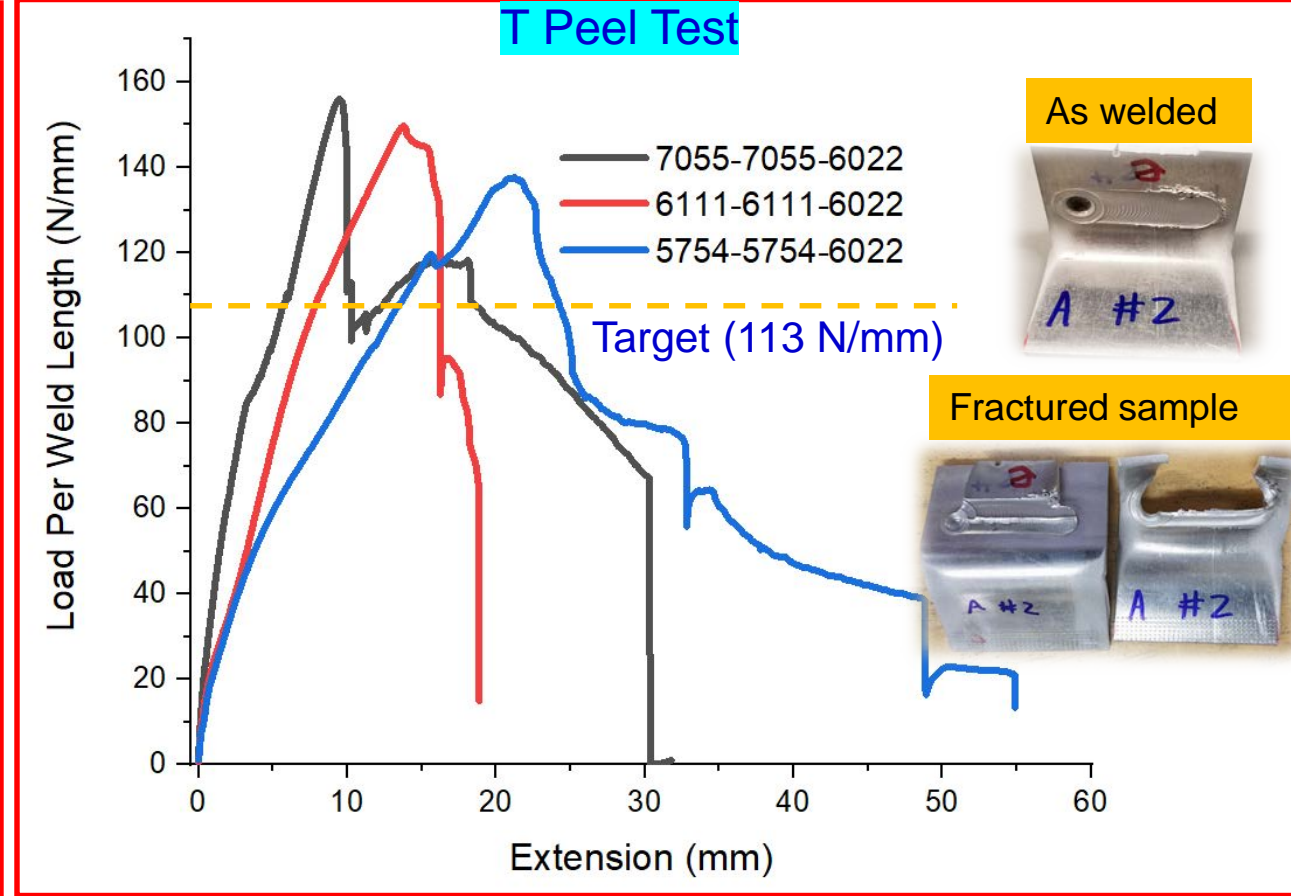 T Peel Test
Load Per Weld Length (N/mm)
160
140
120
100
80
60
40
20
0
7055-7055-6022
6111-6111-6022
5754-5754-6022
Target (113 N/mm)
As welded
A #2
Fractured sample
A #2
A #2
0 10 20 30 40 50 60
Extension (mm)